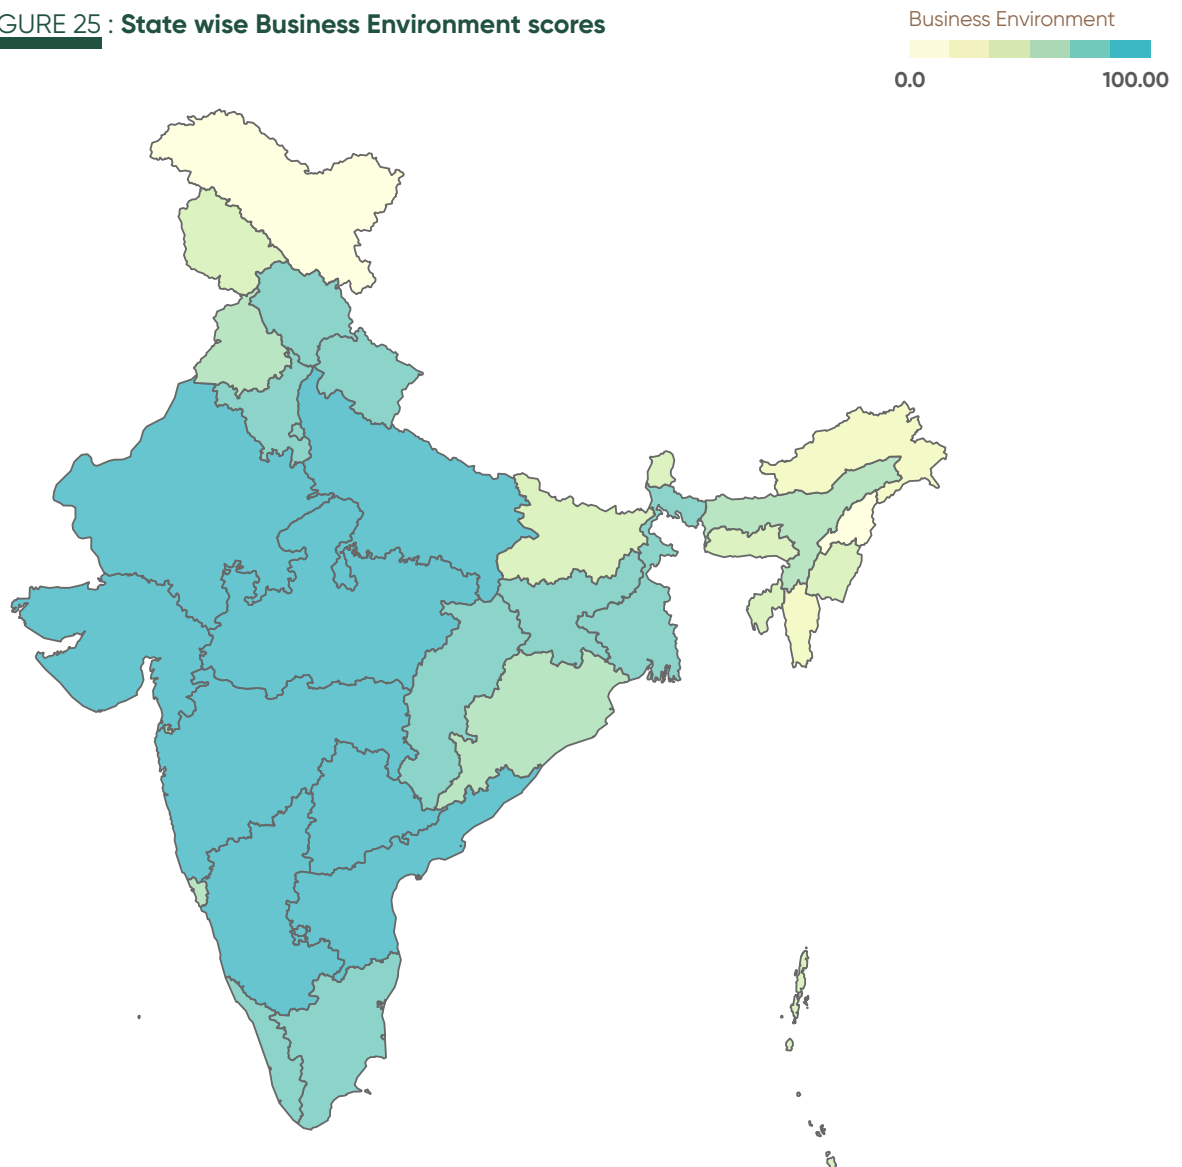 GURE 25 : State wise Business Environment scores
Business Environment
0.0 100.00